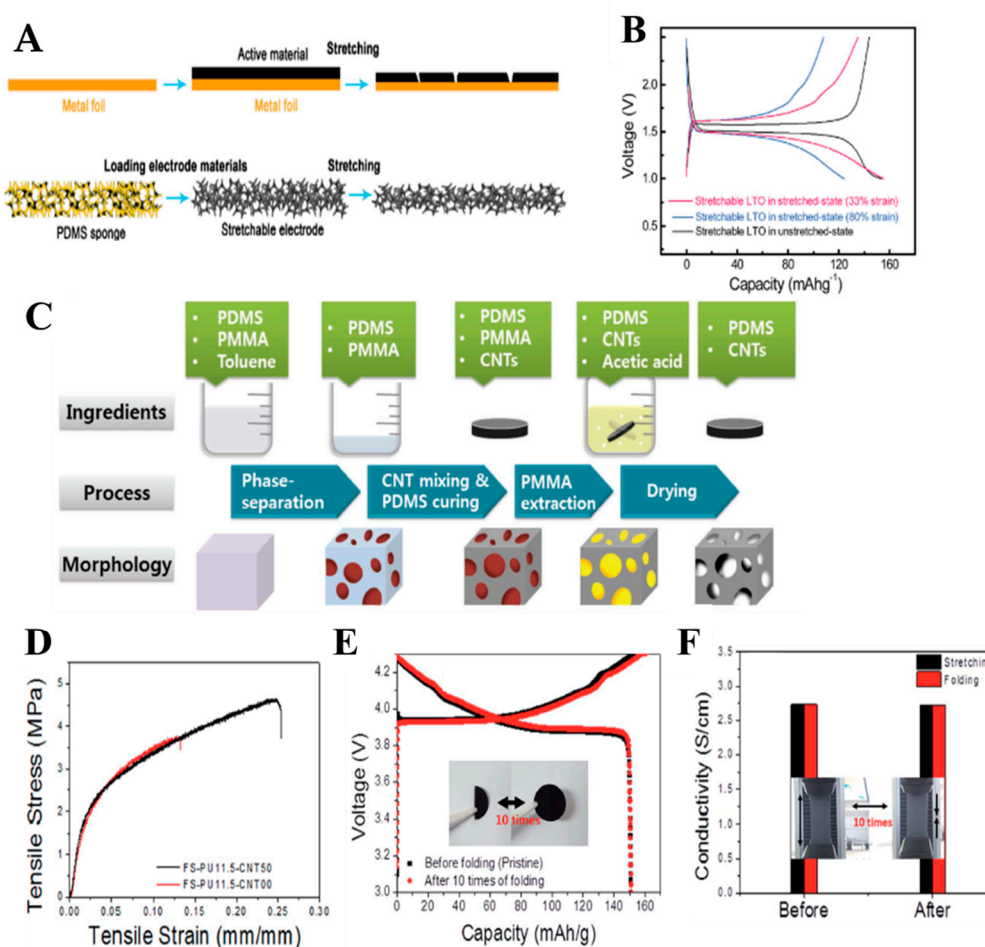 A
Active material
Stretching
Metal foil
Metal foil
Loading electrode materials
Stretching
PDMS sponge
Stretchable electrode
B
Voltage (V)
2.0
1.5
1.0
0.5
Stretchable LTO in stretched-state (33% strain)
Stretchable LTO in stretched-state (80% strain)
Stretchable LTO in unstretched-state
0 40 80 120 160
Capacity (mAhg-1)
C
• PDMS
• PMMA
• Toluene
• PDMS
• PMMA
• PDMS
• PMMA
• CNTs
• PDMS
• CNTs
• Acetic acid
• PDMS
• CNTs
Ingredients
Process
Phase-
separation
CNT mixing &
PDMS curing
PMMA
extraction
Drying
Morphology
D
Tensile Stress (MPa)
5
4
3
2
1
0
FS-PU11.5-CNT50
FS-PU11.5-CNT00
0.00 0.05 0.10 0.15 0.20 0.25 0.30
Tensile Strain (mm/mm)
E
Voltage (V)
4.2
3.9
3.6
3.3
3.0
10 times
Before folding (Pristine)
After 10 times of folding
0 20 40 60 80 100 120 140 160
Capacity (mAh/g)
F
Conductivity (S/cm)
3.5
3.0
2.5
2.0
1.5
1.0
0.5
0.0
Stretchin
Folding
10 times
Before
After